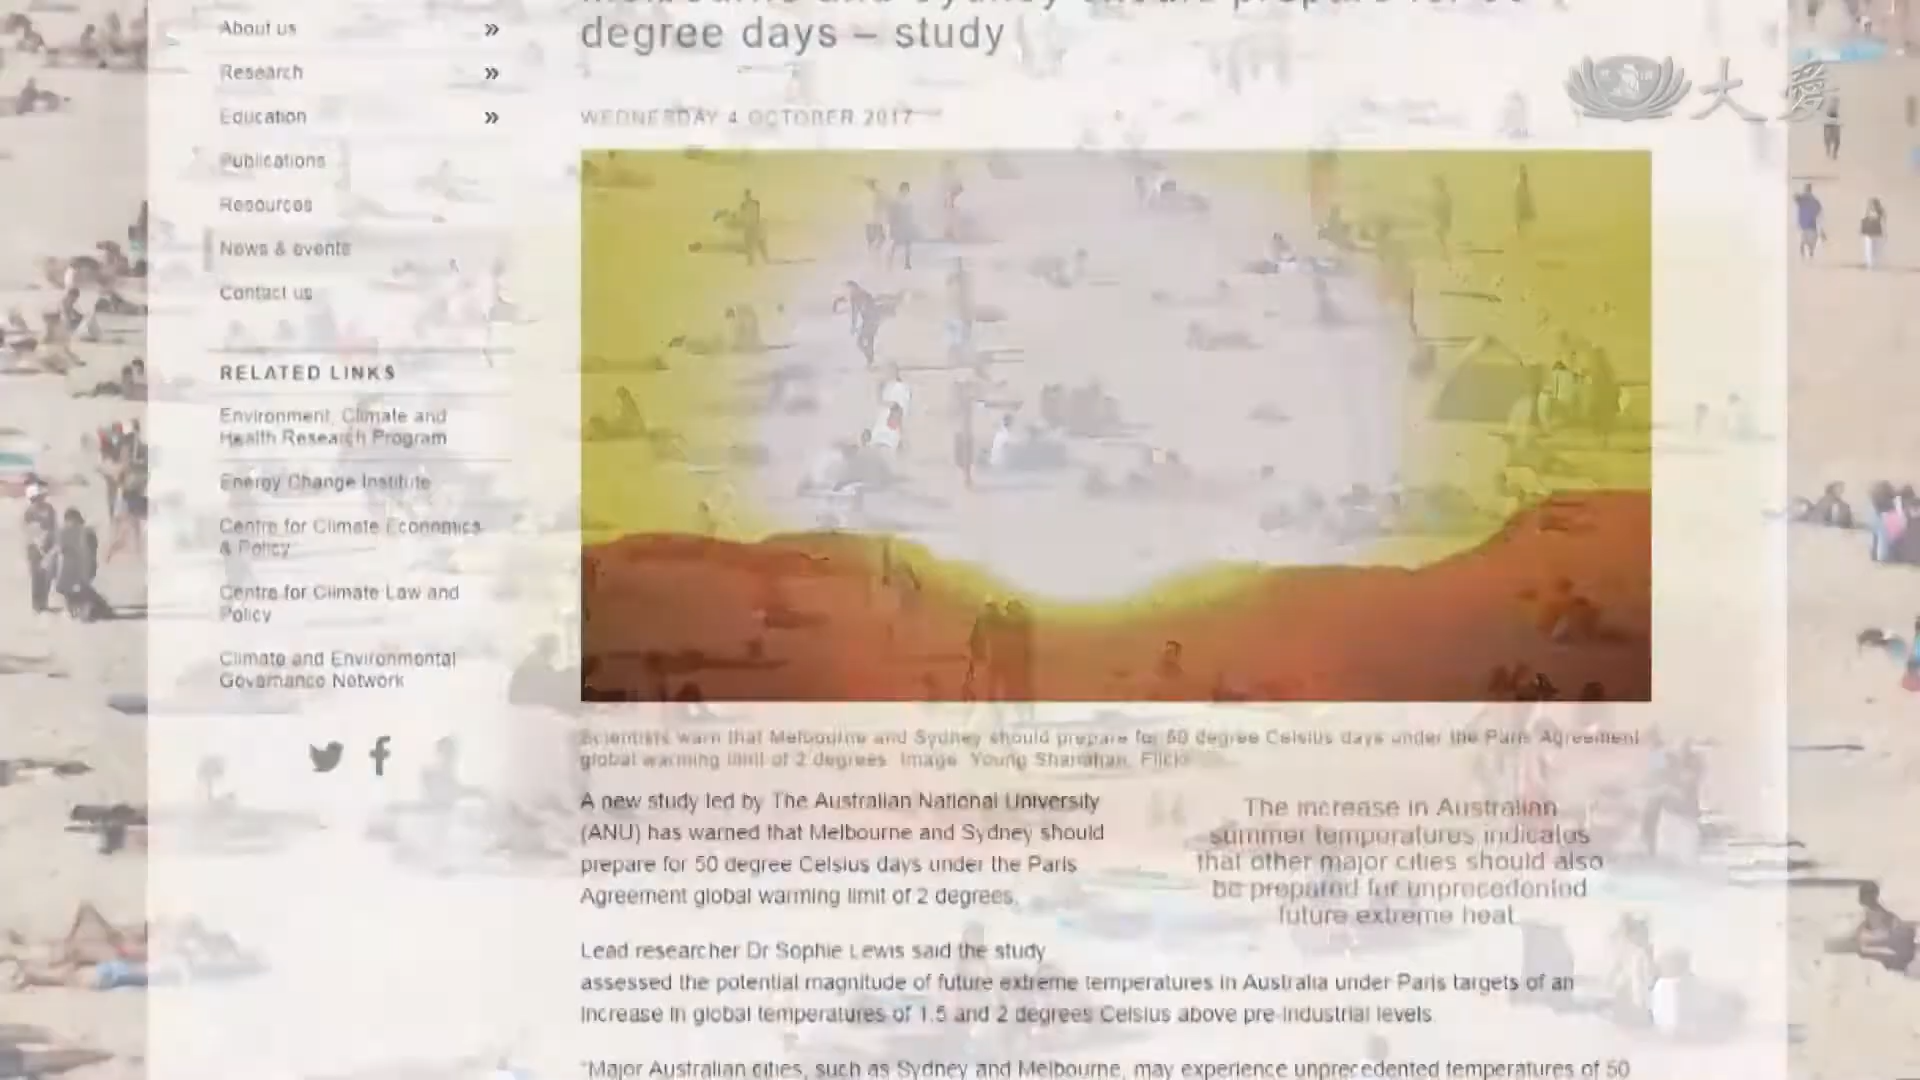 About us »
Research »
Education »
Publications
Resources
News & events
Contact us
RELATED LINKS
Environment, Climate and
Health Research Program
Energy Change Institute
Centre for Climate Economics
& Policy
Centre for Climate Law and
Policy
Climate and Environmental
Governance Network
Melbourne and Sydney should prepare for 50
degree days – study
WEDNESDAY 4 OCTOBER 2017
大愛
Scientists warn that Melbourne and Sydney should prepare for 50 degree Celsius days under the Paris Agreement
global warming limit of 2 degrees. Image Young Shanahan, Flickr
A new study led by The Australian National University
(ANU) has warned that Melbourne and Sydney should
prepare for 50 degree Celsius days under the Paris
Agreement global warming limit of 2 degrees.
The increase in Australian
summer temperatures indicates
that other major cities should also
be prepared for unprecedented
future extreme heat.
Lead researcher Dr Sophie Lewis said the study
assessed the potential magnitude of future extreme temperatures in Australia under Paris targets of an
increase in global temperatures of 1.5 and 2 degrees Celsius above pre-industrial levels.
"Major Australian cities, such as Sydney and Melbourne, may experience unprecedented temperatures of 50